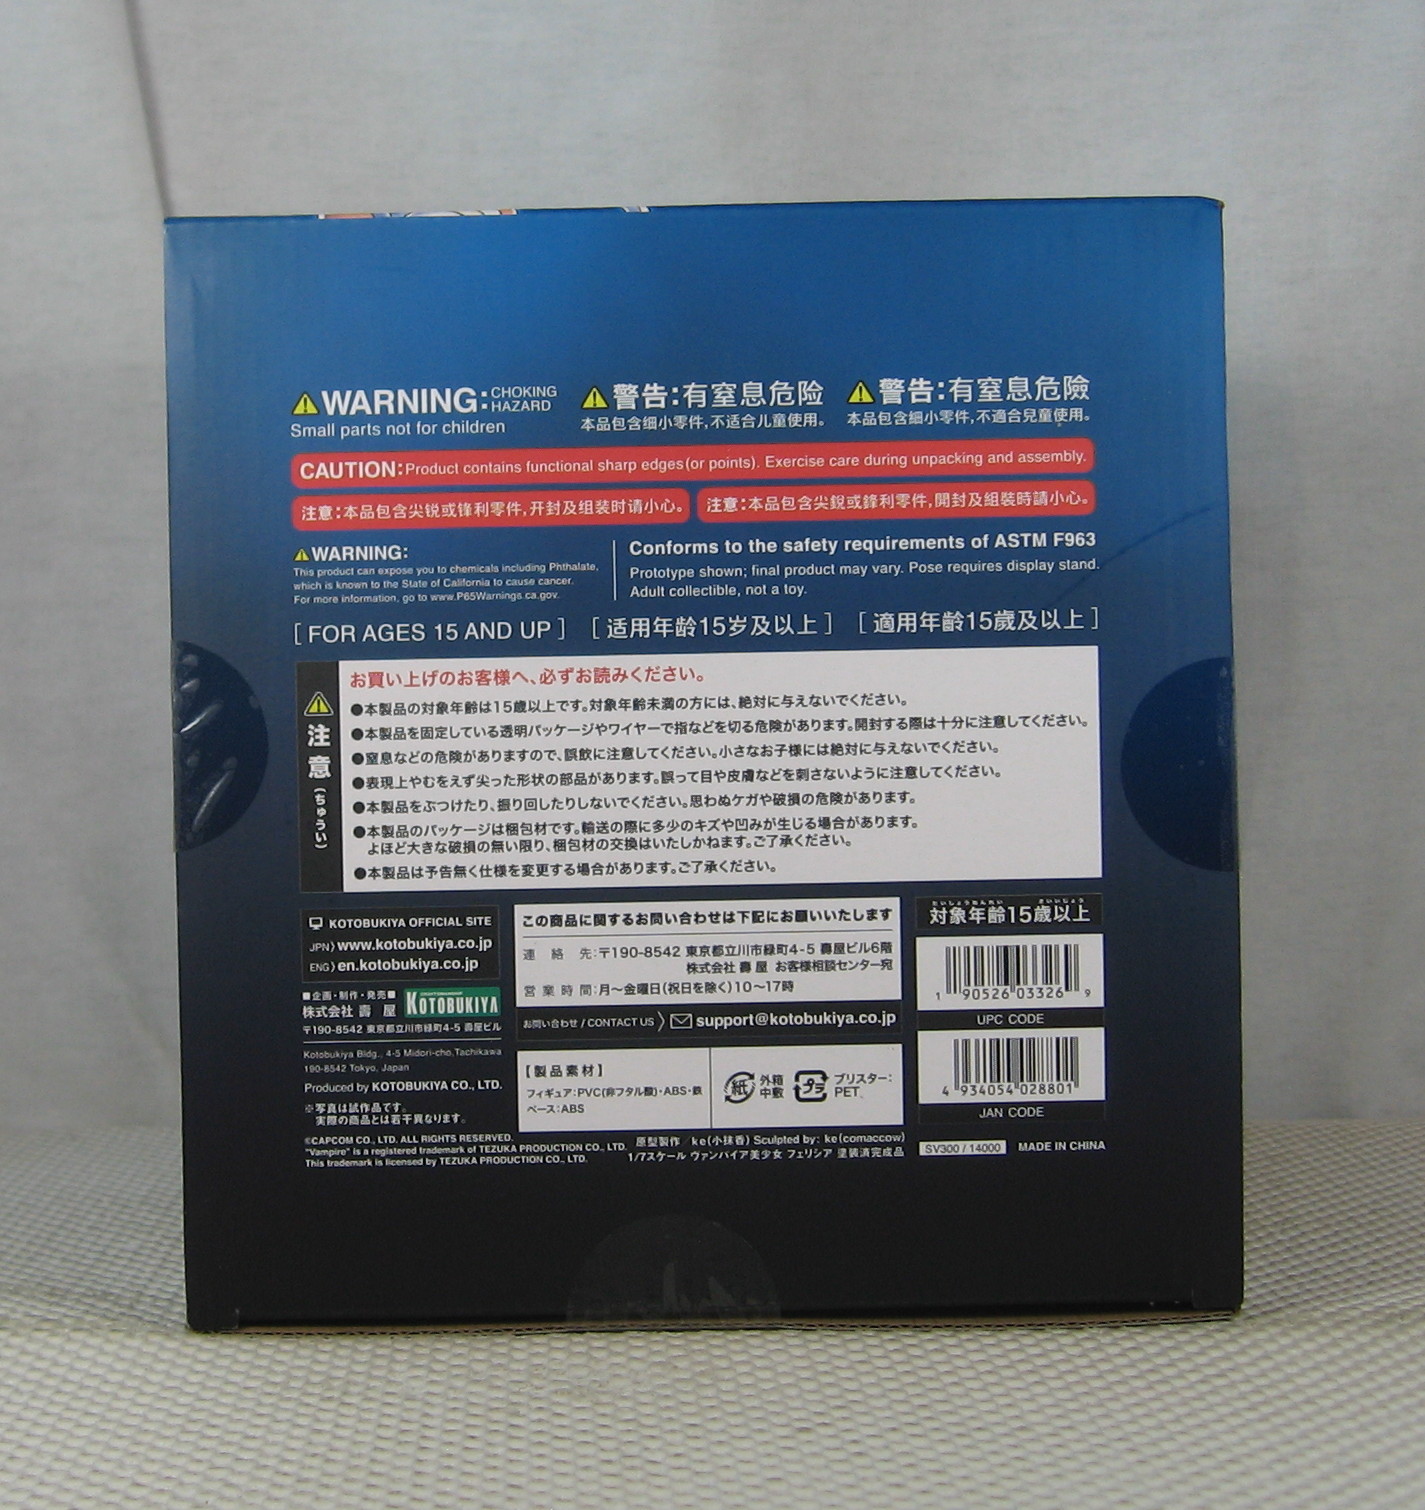 ⚠WARNING: CHOKING HAZARD
Small parts not for children
⚠警告:有窒息危险
本品包含细小零件,不适合儿童使用。
⚠警告:有窒息危險
本品包含細小零件,不適合兒童使用。
CAUTION:Product contains functional sharp edges(or points). Exercise care during unpacking and assembly.
注意:本品包含尖锐或锋利零件,开封及组装时请小心。
注意:本品包含尖銳或鋒利零件,開封及組裝時請小心。
⚠WARNING:
This product can expose you to chemicals including Phthalate,
which is known to the State of California to cause cancer.
For more information, go to www.P65Warnings.ca.gov.
Conforms to the safety requirements of ASTM F963
Prototype shown; final product may vary. Pose requires display stand.
Adult collectible, not a toy.
[ FOR AGES 15 AND UP ] [ 适用年龄15岁及以上 ] [ 適用年齡15歲及以上 ]
⚠注意(ちゅうい)
お買い上げのお客様へ、必ずお読みください。
●本製品の対象年齢は15歳以上です。対象年齢未満の方には、絶対に与えないでください。
●本製品を固定している透明パッケージやワイヤーで指などを切る危険があります。開封する際は十分に注意してください。
●窒息などの危険がありますので、誤飲に注意してください。小さなお子様には絶対に与えないでください。
●表現上やむをえず尖った形状の部品があります。誤って目や皮膚などを刺さないように注意してください。
●本製品をぶつけたり、振り回したりしないでください。思わぬケガや破損の危険があります。
●本製品のパッケージは梱包材です。輸送の際に多少のキズや凹みが生じる場合があります。
よほど大きな破損の無い限り、梱包材の交換はいたしかねます。ご了承ください。
●本製品は予告無く仕様を変更する場合があります。ご了承ください。
KOTOBUKIYA OFFICIAL SITE
JPN〉www.kotobukiya.co.jp
ENG〉en.kotobukiya.co.jp
■企画・制作・発売■
株式会社 壽 屋
KOTOBUKIYA
〒190-8542 東京都立川市緑町4-5 壽屋ビル
Kotobukiya Bldg., 4-5 Midori-cho,Tachikawa
190-8542 Tokyo, Japan
Produced by KOTOBUKIYA CO., LTD.
※写真は試作品です。
実際の商品とは若干異なります。
この商品に関するお問い合わせは下記にお願いいたします
連絡先:〒190-8542 東京都立川市緑町4-5 壽屋ビル6階
株式会社 壽 屋 お客様相談センター宛
営業時間:月〜金曜日(祝日を除く)10〜17時
お問い合わせ / CONTACT US 〉support@kotobukiya.co.jp
【製品素材】
フィギュア:PVC(非フタル酸)・ABS・鉄
ベース:ABS
紙 外箱
中敷
プラ ブリスター:
PET
たいしょうねんれい さいいじょう
対象年齢15歳以上
1 90526 03326 9
UPC CODE
4 934054 028801
JAN CODE
©CAPCOM CO., LTD. ALL RIGHTS RESERVED.
"Vampire" is a registered trademark of TEZUKA PRODUCTION CO., LTD.
This trademark is licensed by TEZUKA PRODUCTION CO., LTD.
原型製作 / ke(小抹香) Sculpted by: ke(comaccow)
1/7スケール ヴァンパイア美少女 フェリシア 塗装済完成品
SV300 / 14000
MADE IN CHINA